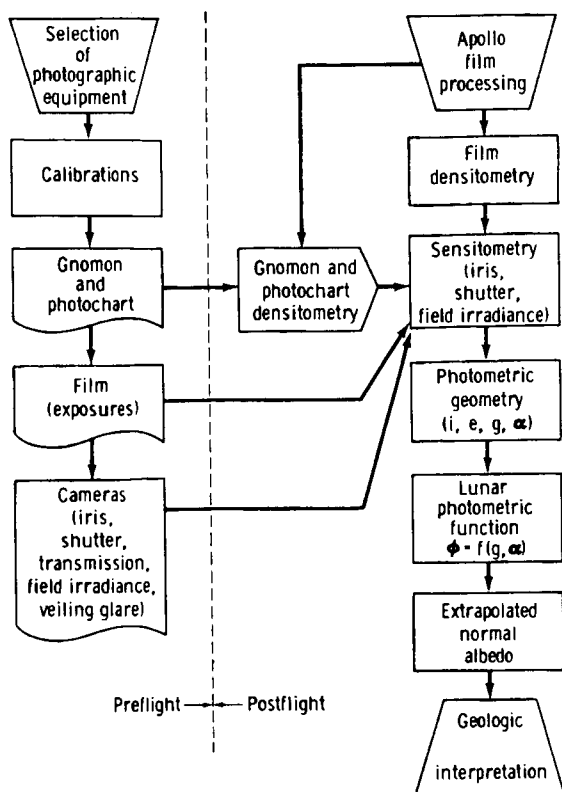 Selection
of
photographic
equipment
Calibrations
Gnomon
and
photochart
Film
(exposures)
Cameras
(iris,
shutter,
transmission,
field irradiance,
veiling glare)
Preflight
Postflight
Gnomon and
photochart
densitometry
Apollo
film
processing
Film
densitometry
Sensitometry
(iris,
shutter,
field irradiance)
Photometric
geometry
(i, e, g, α)
Lunar
photometric
function
ϕ = f(g, α)
Extrapolated
normal
albedo
Geologic
interpretation